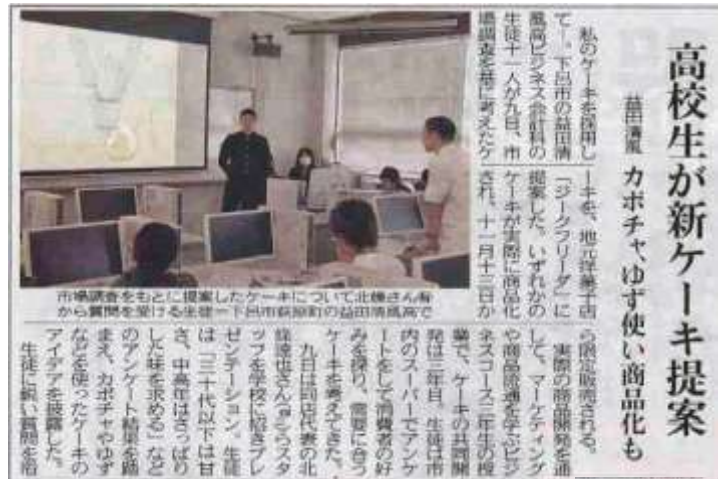 高校生が新ケーキ提案
益田清風 カボチャ、ゆず使い商品化も
私のケーキを採用し
て―。下呂市の益田清
風高ビジネス会計科の
生徒十一人が九日、市
場調査を基に考えたケ
ーキを、地元洋菓子店
「ジークフリーダ」に
提案した。いずれかの
ケーキが実際に商品化
され、十一月十三日か
ら限定販売される。
実際の商品開発を通
して、マーケティング
や商品流通を学ぶビジ
ネスコース三年生の授
業で、ケーキの共同開
発は三年目。生徒は市
内のスーパーでアンケ
ートをして消費者の好
みを探り、需要に合う
ケーキを考えてきた。
九日は同店代表の北
條達也さんらスタ
ッフを学校に招きプレ
ゼンテーション。生徒
は「三十代以下は甘
さ、中高年はさっぱり
した味を求める」など
のアンケート結果を踏
まえ、カボチャやゆず
などを使ったケーキの
アイデアを披露した。
生徒に鋭い質問を浴
市場調査をもとに提案したケーキについて北條さん
から質問を受ける生徒＝下呂市萩原町の益田清風高で